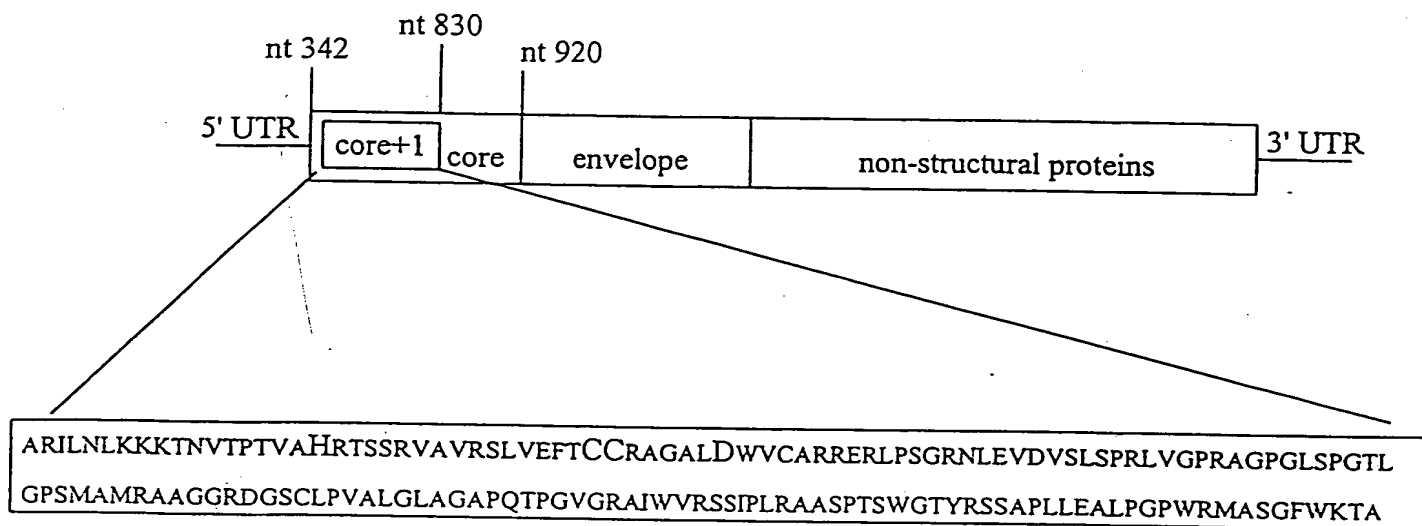 nt 830
nt 342
nt 920
5' UTR
core+1
core
envelope
non-structural proteins
3' UTR
ARILNLKKKTNVTPTVAHRTSSRVAVRSLVEFTCCRAGALDWVCARRERLPSGRNLEVDVSLSPRLVGPRAGPGLSPGTL
GPSMAMRAAGGRDGSCLPVALGLAGAPQTPGVGRAIWVRSSIPLRAASPTSWGTYRSSAPLLEALPGPWRMASGFWKTA